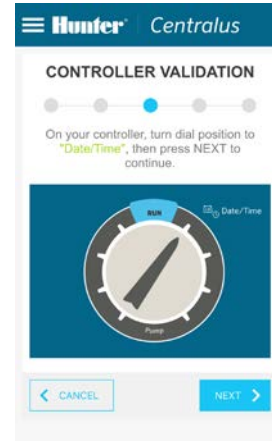 Hunter® Centralus
CONTROLLER VALIDATION
On your controller, turn dial position to
"Date/Time", then press NEXT to
continue.
RUN
Date/Time
Pump
CANCEL
NEXT